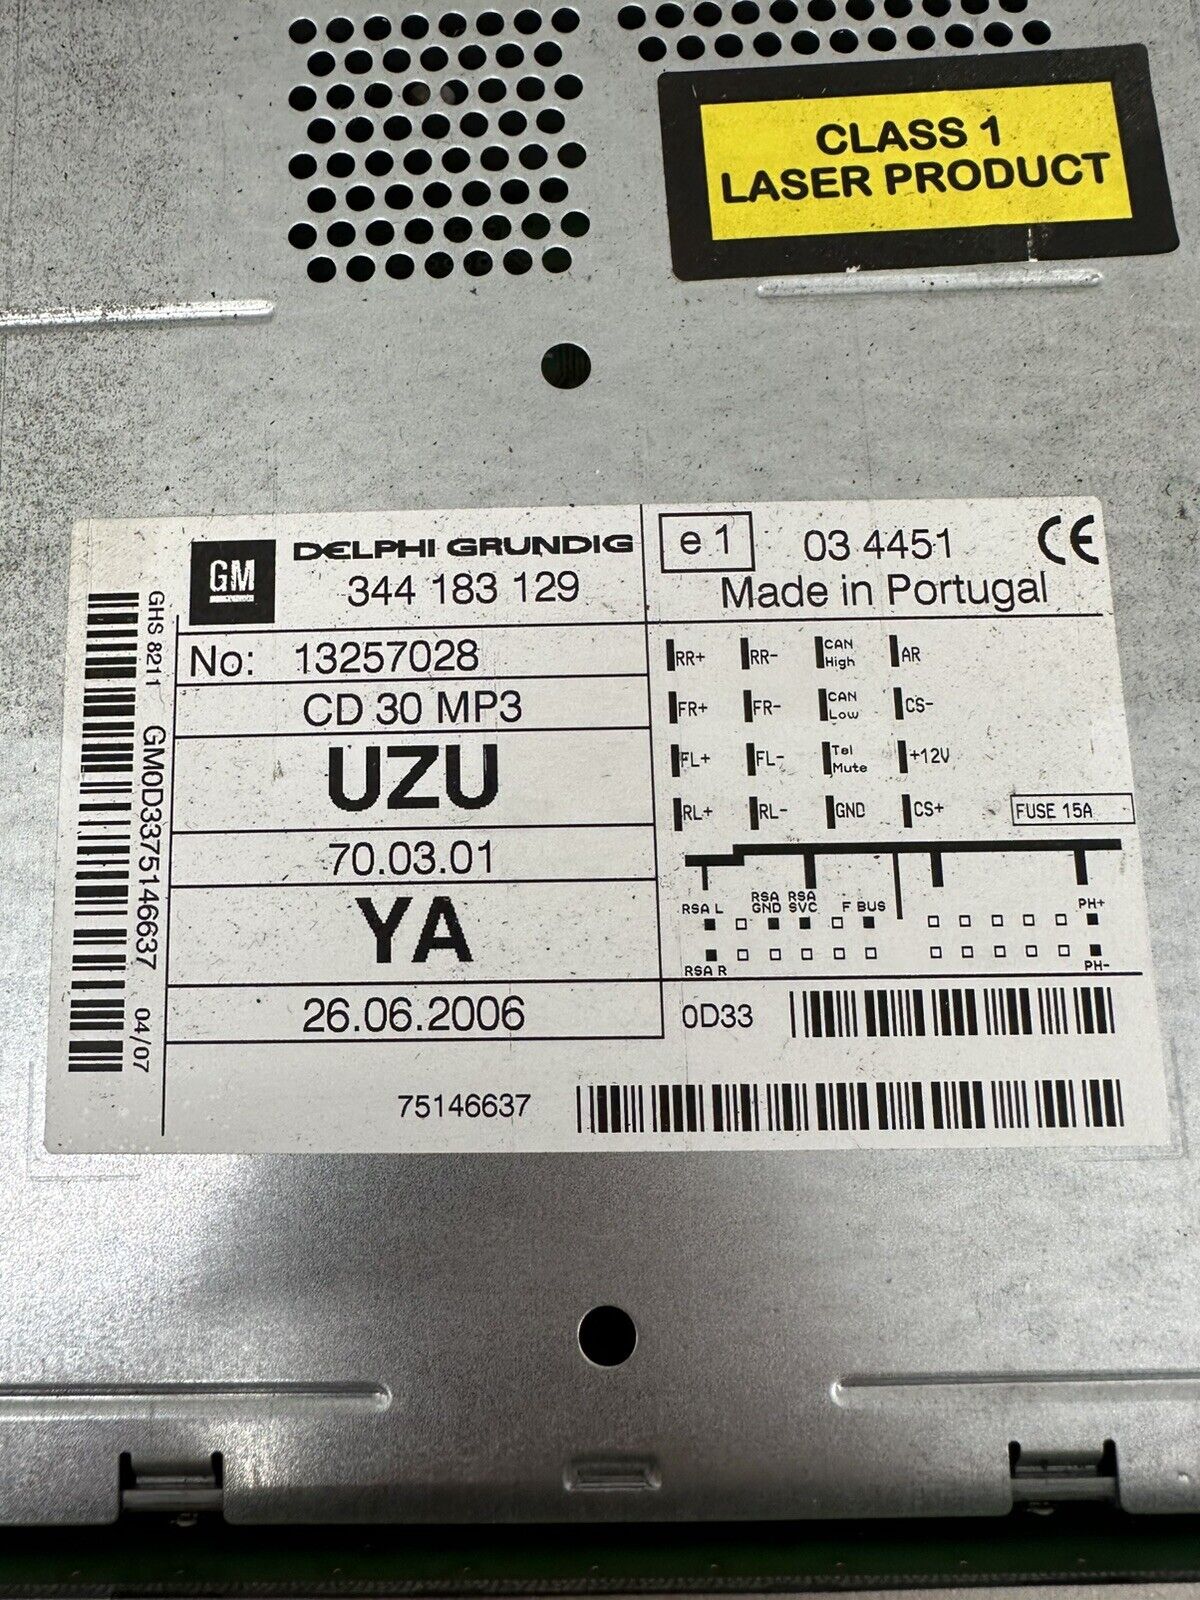 CLASS 1
LASER PRODUCT
GM
DELPHI GRUNDIG
344 183 129
e 1
03 4451
CE
Made in Portugal
GHS 8211 GM0D3375146637 04/07
No: 13257028
CD 30 MP3
UZU
70.03.01
YA
26.06.2006
RR+ RR- CAN High AR
FR+ FR- CAN Low CS-
FL+ FL- Tel Mute +12V
RL+ RL- GND CS+
FUSE 15A
RSA L RSA GND RSA SVC F BUS PH+
RSA R PH-
0D33
75146637